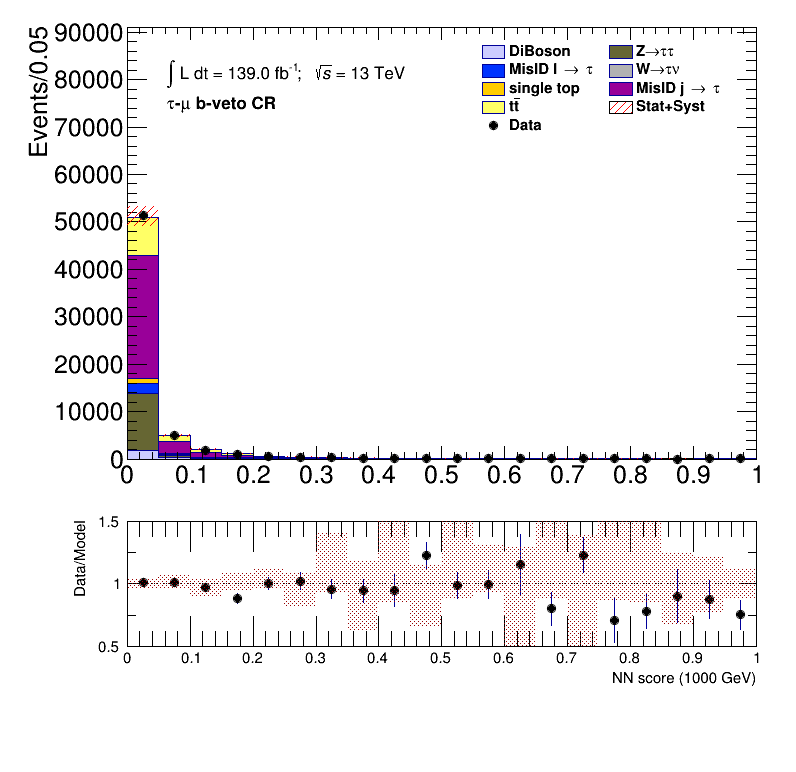 Events/0.05
90000
80000
70000
60000
50000
40000
30000
20000
10000
0
∫ L dt = 139.0 fb⁻¹; √s = 13 TeV
τ-μ b-veto CR
DiBoson
MisID l → τ
single top
tt̄
Data
Z→ττ
W→τν
MisID j → τ
Stat+Syst
0 0.1 0.2 0.3 0.4 0.5 0.6 0.7 0.8 0.9 1
Data/Model
1.5
1
0.5
0 0.1 0.2 0.3 0.4 0.5 0.6 0.7 0.8 0.9 1
NN score (1000 GeV)